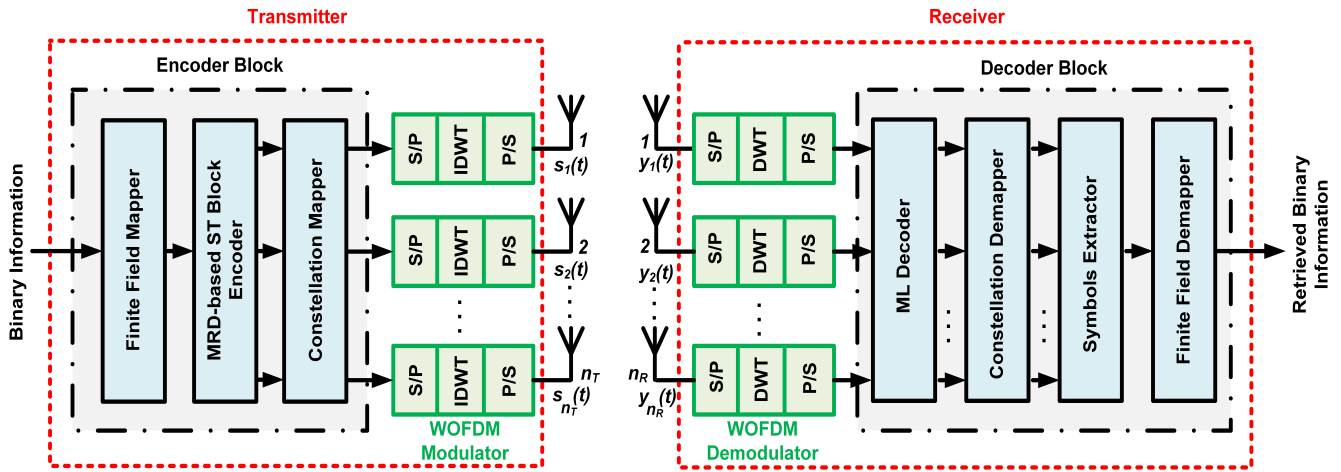 Transmitter
Receiver
Encoder Block
Decoder Block
Binary Information
Finite Field Mapper
MRD-based ST Block
Encoder
Constellation Mapper
S/P
IDWT
P/S
1
s1(t)
S/P
IDWT
P/S
2
s2(t)
S/P
IDWT
P/S
nT
snT(t)
WOFDM
Modulator
1
y1(t)
S/P
DWT
P/S
2
y2(t)
S/P
DWT
P/S
nR
ynR(t)
S/P
DWT
P/S
WOFDM
Demodulator
ML Decoder
Constellation Demapper
Symbols Extractor
Finite Field Demapper
Retrieved Binary
Information